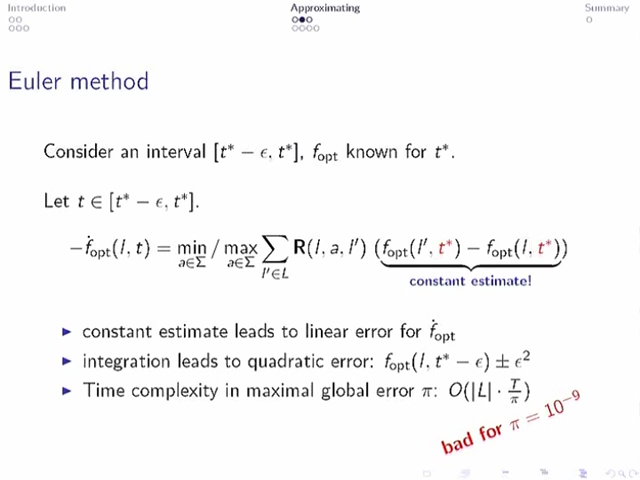 Introduction Approximating Summary
Euler method
Consider an interval [t* − ϵ, t*], f_opt known for t*.
Let t ∈ [t* − ϵ, t*].
−ḟ_opt(l, t) = min_{a∈Σ} / max_{a∈Σ} ∑_{l′∈L} R(l, a, l′) (f_opt(l′, t*) − f_opt(l, t*))
constant estimate!
▶ constant estimate leads to linear error for ḟ_opt
▶ integration leads to quadratic error: f_opt(l, t* − ϵ) ± ϵ²
▶ Time complexity in maximal global error π: O(|L| · T/π)
bad for π = 10⁻⁹